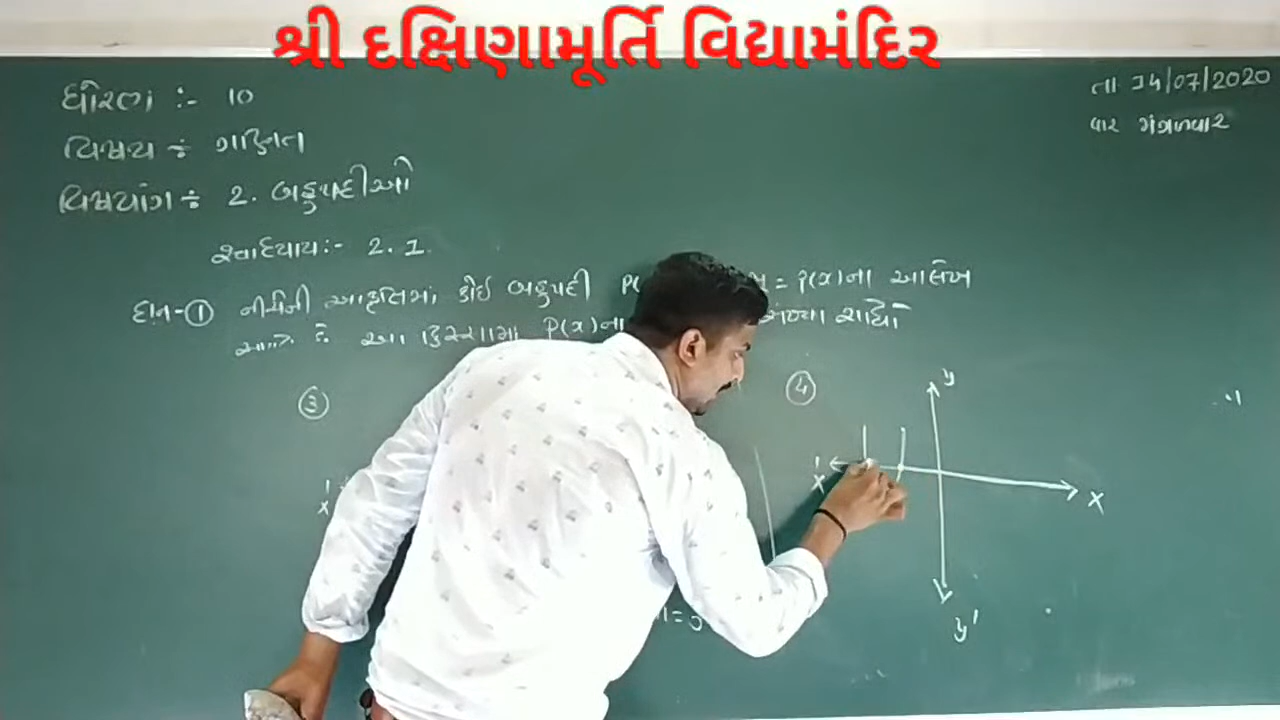 શ્રી દક્ષિણામૂર્તિ વિદ્યામંદિર
ધોરણ :- 10
તા 14/07/2020
વિષય ÷ ગણિત
વાર મંગળવાર
વિષયાંગ ÷ 2. બહુપદીઓ
સ્વાધ્યાય:- 2.1
દાન-① નીચેની આકૃતિમાં કોઈ બહુપદી P( = P(x)ના આલેખ
આ P(x)ના સંખ્યા શોધો
③
④
y
x'
x'
x
y'